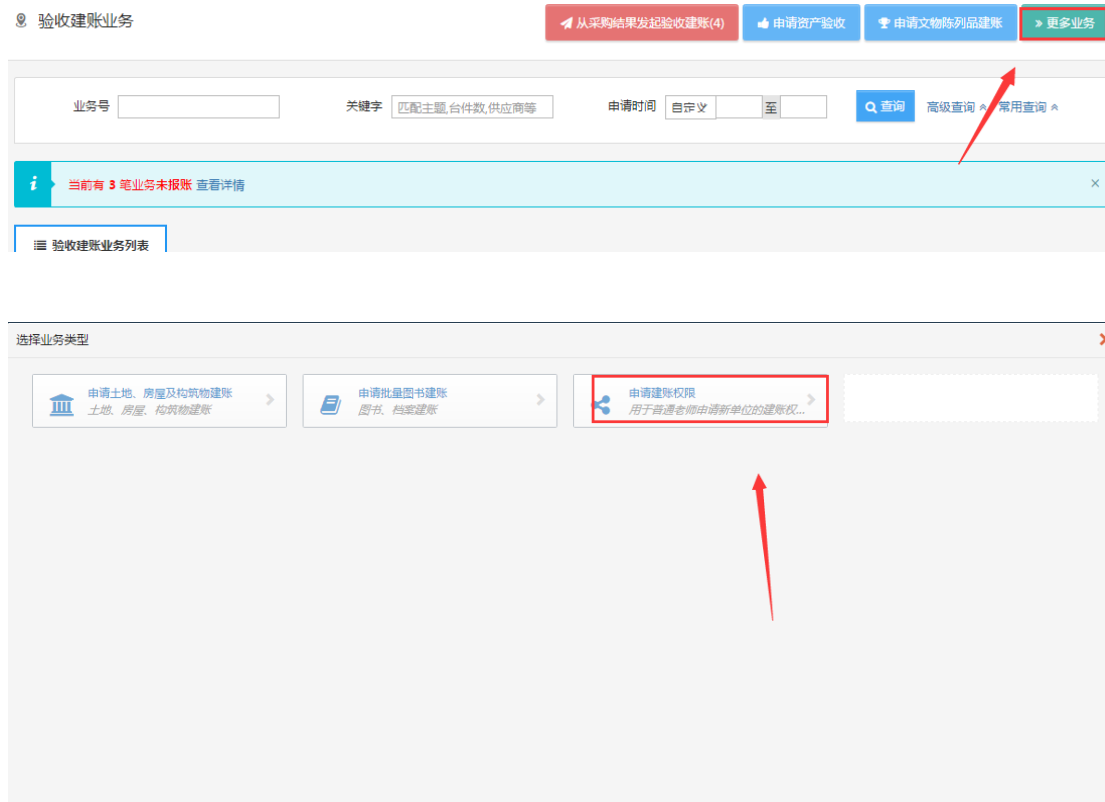 验收建账业务
从采购结果发起验收建账(4) 申请资产验收 申请文物陈列品建账 » 更多业务
业务号 关键字 匹配主题,台件数,供应商等 申请时间 自定义 至 查询 高级查询 常用查询
i 当前有 3 笔业务未报账 查看详情 ×
验收建账业务列表
选择业务类型
申请土地、房屋及构筑物建账 申请批量图书建账 申请建账权限
土地、房屋、构筑物建账 图书、档案建账 用于普通老师申请新单位的建账权...